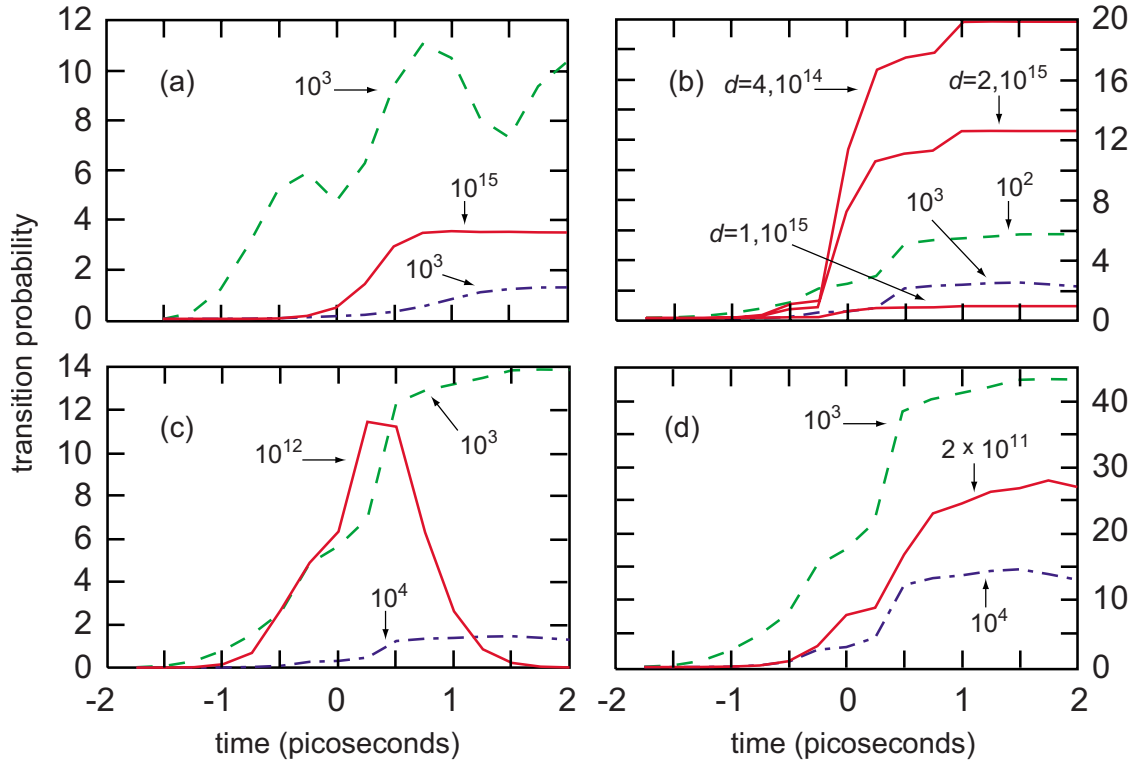 12
10
8
6
4
2
0
(a)
10³
10¹⁵
10³
20
16
12
8
4
0
(b)
d=4,10¹⁴
d=2,10¹⁵
10²
10³
d=1,10¹⁵
transition probability
14
12
10
8
6
4
2
0
(c)
10¹²
10³
10⁴
-2 -1 0 1 2
time (picoseconds)
40
30
20
10
0
(d)
10³
2 × 10¹¹
10⁴
-2 -1 0 1 2
time (picoseconds)